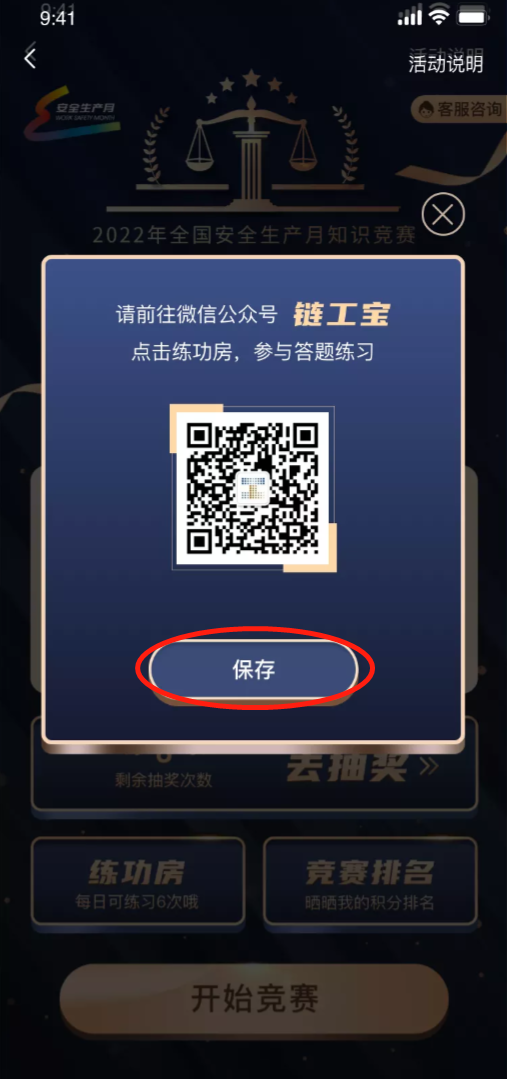 9:41
活动说明
安全生产月
客服咨询
2022年全国安全生产月知识竞赛
请前往微信公众号 链工宝
点击练功房，参与答题练习
保存
剩余抽奖次数
去抽奖 >>
练功房
每日可练习6次哦
竞赛排名
晒晒我的积分排名
开始竞赛